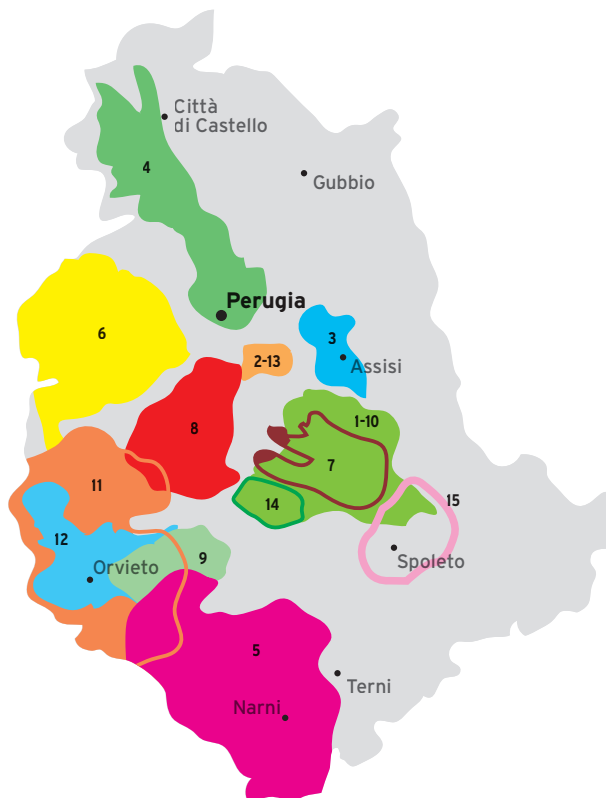 Città
di Castello
4
Gubbio
Perugia
6
3
2-13
Assisi
1-10
8
7
11
15
14
12
9
Spoleto
Orvieto
5
Terni
Narni